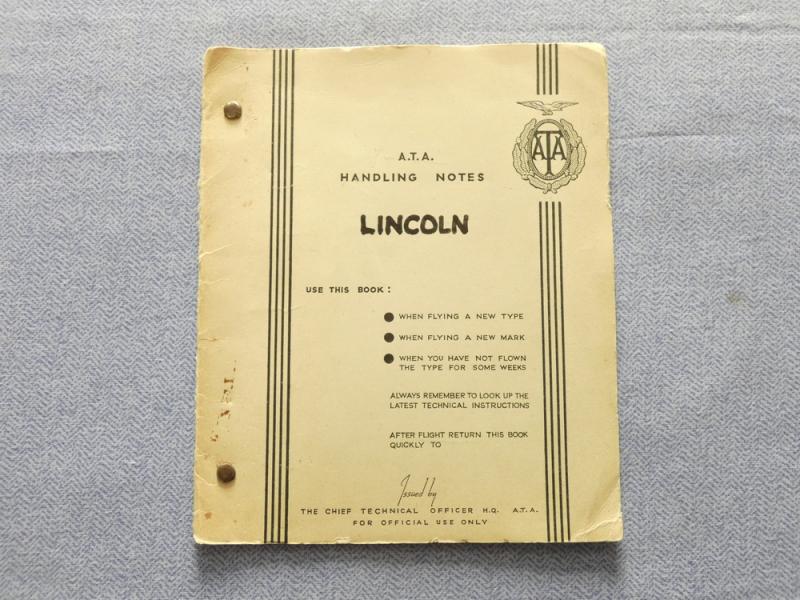 ATA
A.T.A.
HANDLING NOTES
LINCOLN
USE THIS BOOK :
● WHEN FLYING A NEW TYPE
● WHEN FLYING A NEW MARK
● WHEN YOU HAVE NOT FLOWN
THE TYPE FOR SOME WEEKS
ALWAYS REMEMBER TO LOOK UP THE
LATEST TECHNICAL INSTRUCTIONS
AFTER FLIGHT RETURN THIS BOOK
QUICKLY TO
Issued by
THE CHIEF TECHNICAL OFFICER H.Q. A.T.A.
FOR OFFICIAL USE ONLY